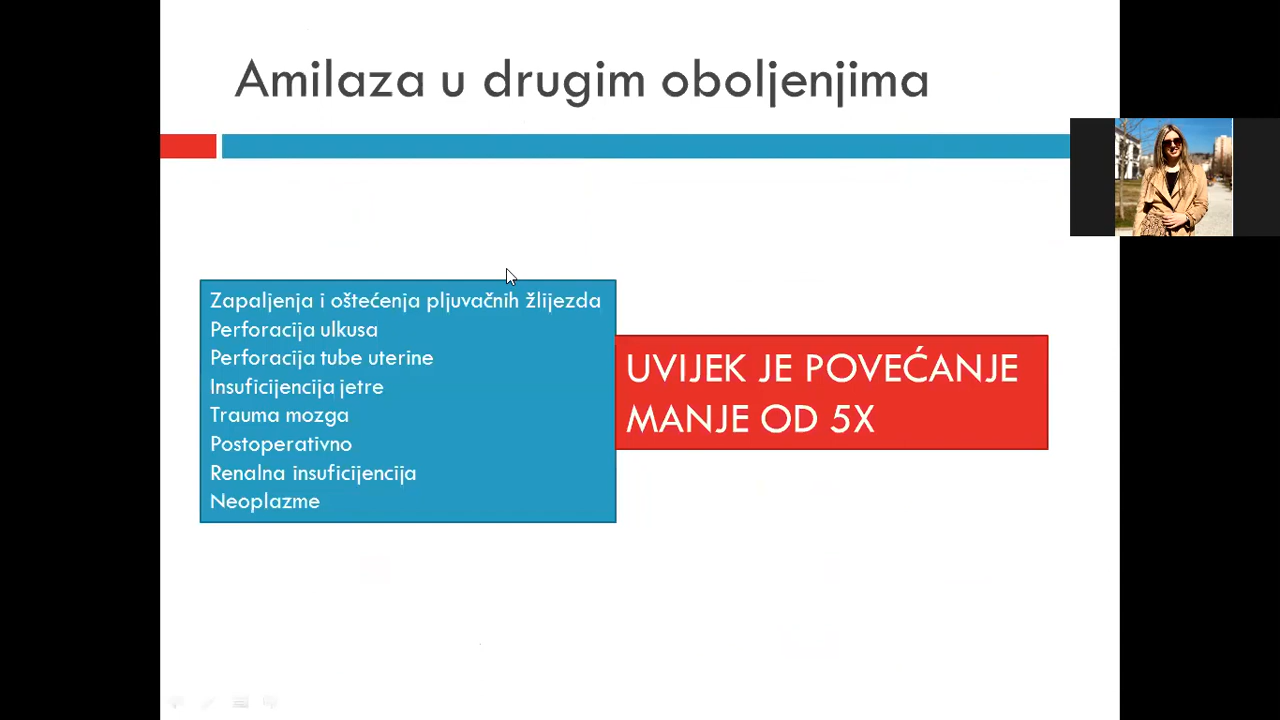 Amilaza u drugim oboljenjima
Zapaljenja i oštećenja pljuvačnih žlijezda
Perforacija ulkusa
Perforacija tube uterine
Insuficijencija jetre
Trauma mozga
Postoperativno
Renalna insuficijencija
Neoplazme
UVIJEK JE POVEĆANJE
MANJE OD 5X